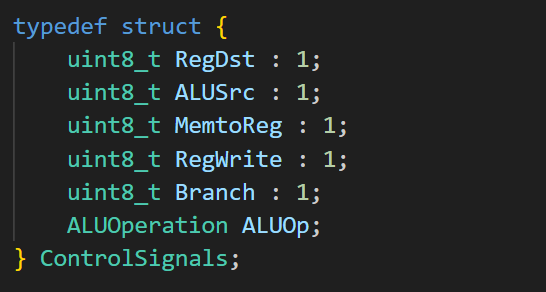 typedef struct {
    uint8_t RegDst : 1;
    uint8_t ALUSrc : 1;
    uint8_t MemtoReg : 1;
    uint8_t RegWrite : 1;
    uint8_t Branch : 1;
    ALUOperation ALUOp;
} ControlSignals;